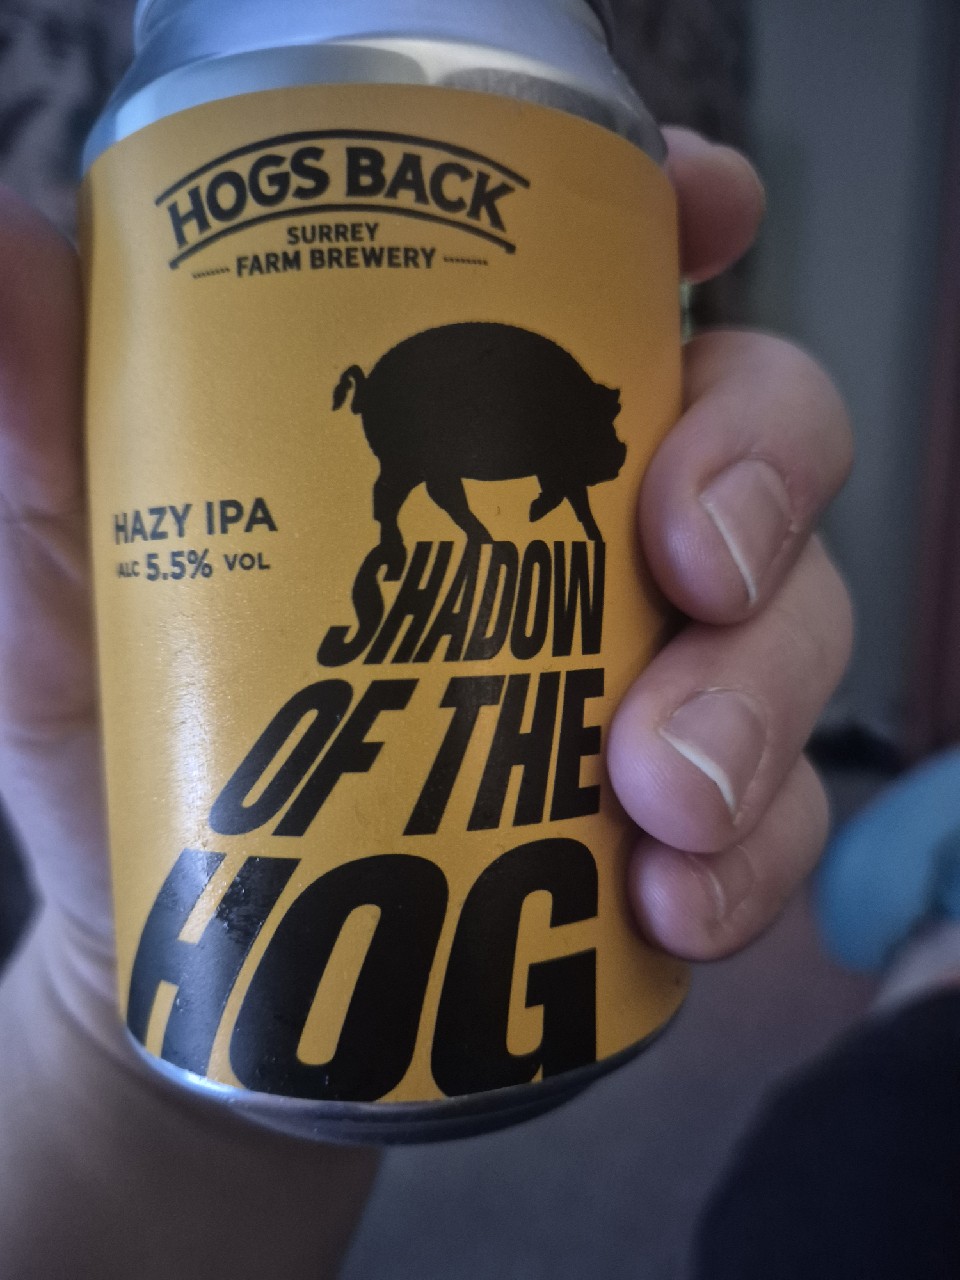 HOGS BACK
SURREY
FARM BREWERY
HAZY IPA
ALC 5.5% VOL
SHADOW
OF THE
HOG